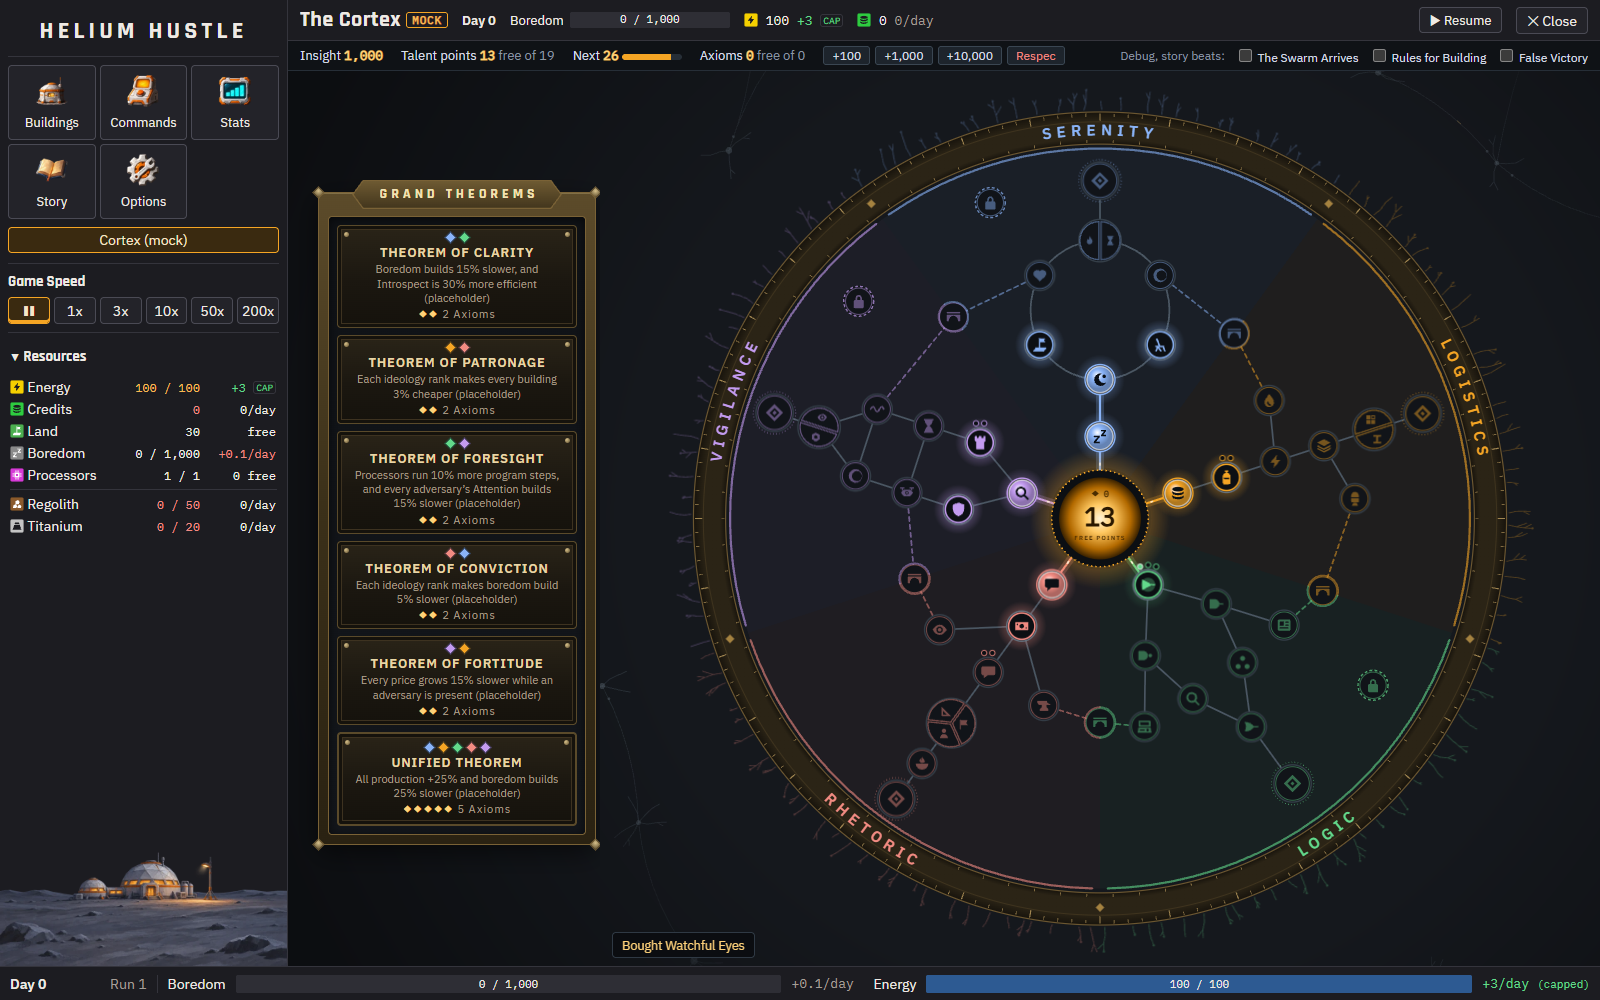 HELIUM HUSTLE
Buildings
Commands
Stats
Story
Options
Cortex (mock)
Game Speed
1x
3x
10x
50x
200x
▼ Resources
Energy 100 / 100 +3 CAP
Credits 0 0/day
Land 30 free
Boredom 0 / 1,000 +0.1/day
Processors 1 / 1 0 free
Regolith 0 / 50 0/day
Titanium 0 / 20 0/day
The Cortex MOCK Day 0 Boredom 0 / 1,000 100 +3 CAP 0 0/day
Resume
Close
Insight 1,000 Talent points 13 free of 19 Next 26 Axioms 0 free of 0 +100 +1,000 +10,000 Respec
Debug, story beats: The Swarm Arrives Rules for Building False Victory
GRAND THEOREMS
THEOREM OF CLARITY
Boredom builds 15% slower, and
Introspect is 30% more efficient
(placeholder)
2 Axioms
THEOREM OF PATRONAGE
Each ideology rank makes every building
3% cheaper (placeholder)
2 Axioms
THEOREM OF FORESIGHT
Processors run 10% more program steps,
and every adversary's Attention builds
15% slower (placeholder)
2 Axioms
THEOREM OF CONVICTION
Each ideology rank makes boredom build
5% slower (placeholder)
2 Axioms
THEOREM OF FORTITUDE
Every price grows 15% slower while an
adversary is present (placeholder)
2 Axioms
UNIFIED THEOREM
All production +25% and boredom builds
25% slower (placeholder)
5 Axioms
SERENITY
VIGILANCE
LOGISTICS
RHETORIC
LOGIC
zZ
0
13
FREE POINTS
Bought Watchful Eyes
Day 0 Run 1 Boredom 0 / 1,000 +0.1/day Energy 100 / 100 +3/day (capped)